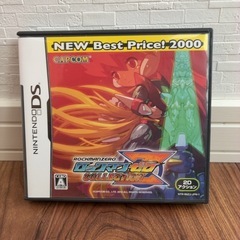 NEW Best Price! 2000
CAPCOM
NINTENDO DS
ROCKMAN ZERO
ロックマンゼロ
コレクション
2D
アクション
A